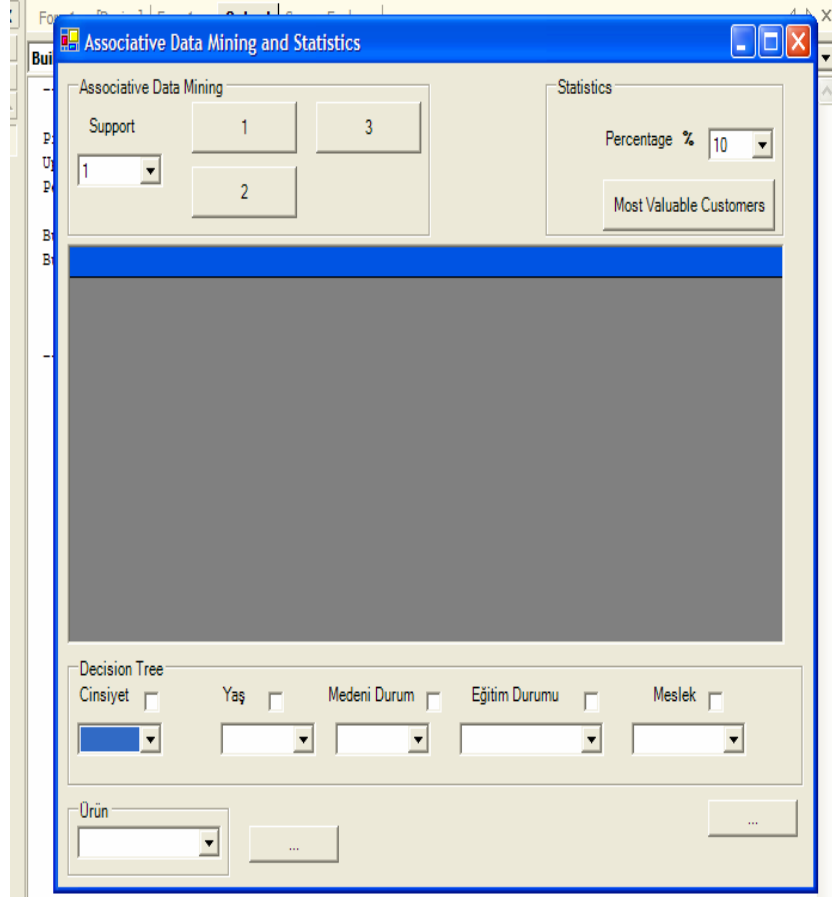 Associative Data Mining and Statistics
Bui
Associative Data Mining
Statistics
Support
1
3
Percentage %
10
1
2
Most Valuable Customers
Decision Tree
Cinsiyet
Yaş
Medeni Durum
Eğitim Durumu
Meslek
Ürün
...
...